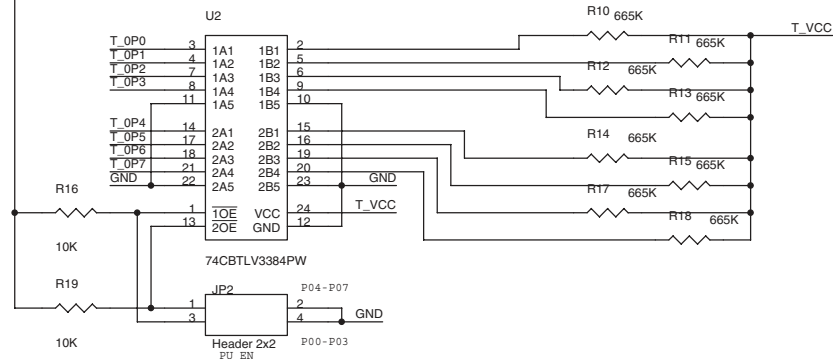 U2
R10 665K
T_VCC
R11 665K
R12 665K
R13 665K
T_0P0 3 1A1 1B1 2
T_0P1 4 1A2 1B2 5
T_0P2 7 1A3 1B3 6
T_0P3 8 1A4 1B4 9
11 1A5 1B5 10
T_0P4 14 2A1 2B1 15
T_0P5 17 2A2 2B2 16
T_0P6 18 2A3 2B3 19
T_0P7 21 2A4 2B4 20
GND 22 2A5 2B5 23 GND
1 1OE VCC 24 T_VCC
13 2OE GND 12
R14 665K
R15 665K
R17 665K
R18 665K
R16
10K
74CBTLV3384PW
R19
10K
JP2 P04-P07
1 2
3 4
GND
Header 2x2 P00-P03
PU EN